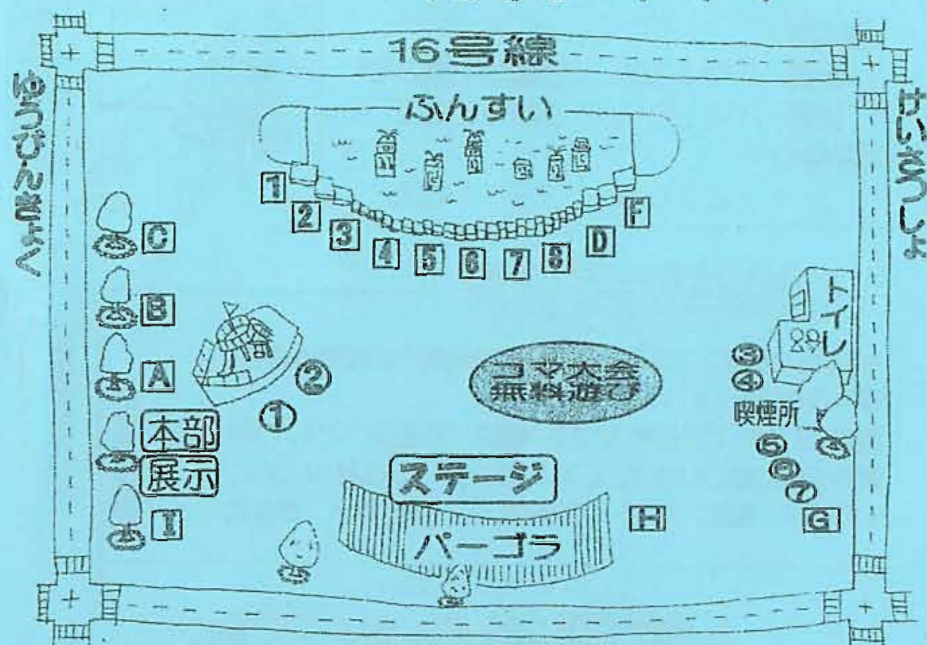 16号線
ゆうびんきょく
けいさつしょ
ふんすい
1
2
3
4
5
6
7
8
D
F
C
B
A
本部
展示
I
①
②
コマ大会
無料遊び
トイレ
③
④
喫煙所
⑤
⑥
⑦
G
ステージ
パーゴラ
H